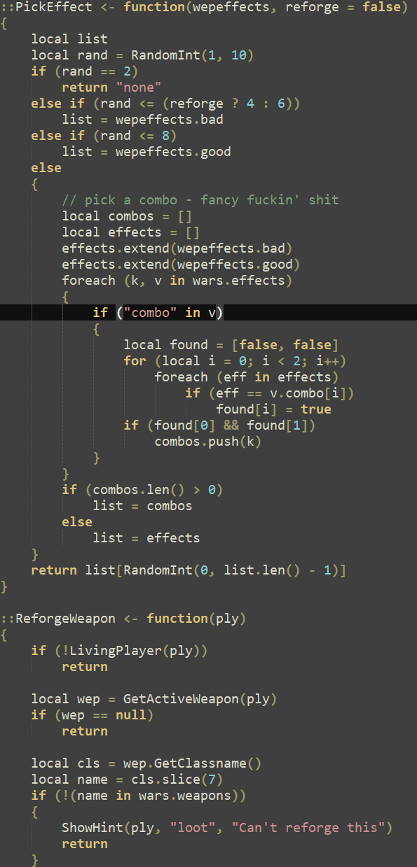 ::PickEffect <- function(wepeffects, reforge = false)
{
local list
local rand = RandomInt(1, 10)
if (rand == 2)
return "none"
else if (rand <= (reforge ? 4 : 6))
list = wepeffects.bad
else if (rand <= 8)
list = wepeffects.good
else
{
// pick a combo - fancy fuckin' shit
local combos = []
local effects = []
effects.extend(wepeffects.bad)
effects.extend(wepeffects.good)
foreach (k, v in wars.effects)
{
if ("combo" in v)
{
local found = [false, false]
for (local i = 0; i < 2; i++)
foreach (eff in effects)
if (eff == v.combo[i])
found[i] = true
if (found[0] && found[1])
combos.push(k)
}
}
if (combos.len() > 0)
list = combos
else
list = effects
}
return list[RandomInt(0, list.len() - 1)]
}
::ReforgeWeapon <- function(ply)
{
if (!LivingPlayer(ply))
return
local wep = GetActiveWeapon(ply)
if (wep == null)
return
local cls = wep.GetClassname()
local name = cls.slice(7)
if (!(name in wars.weapons))
{
ShowHint(ply, "loot", "Can't reforge this")
return
}